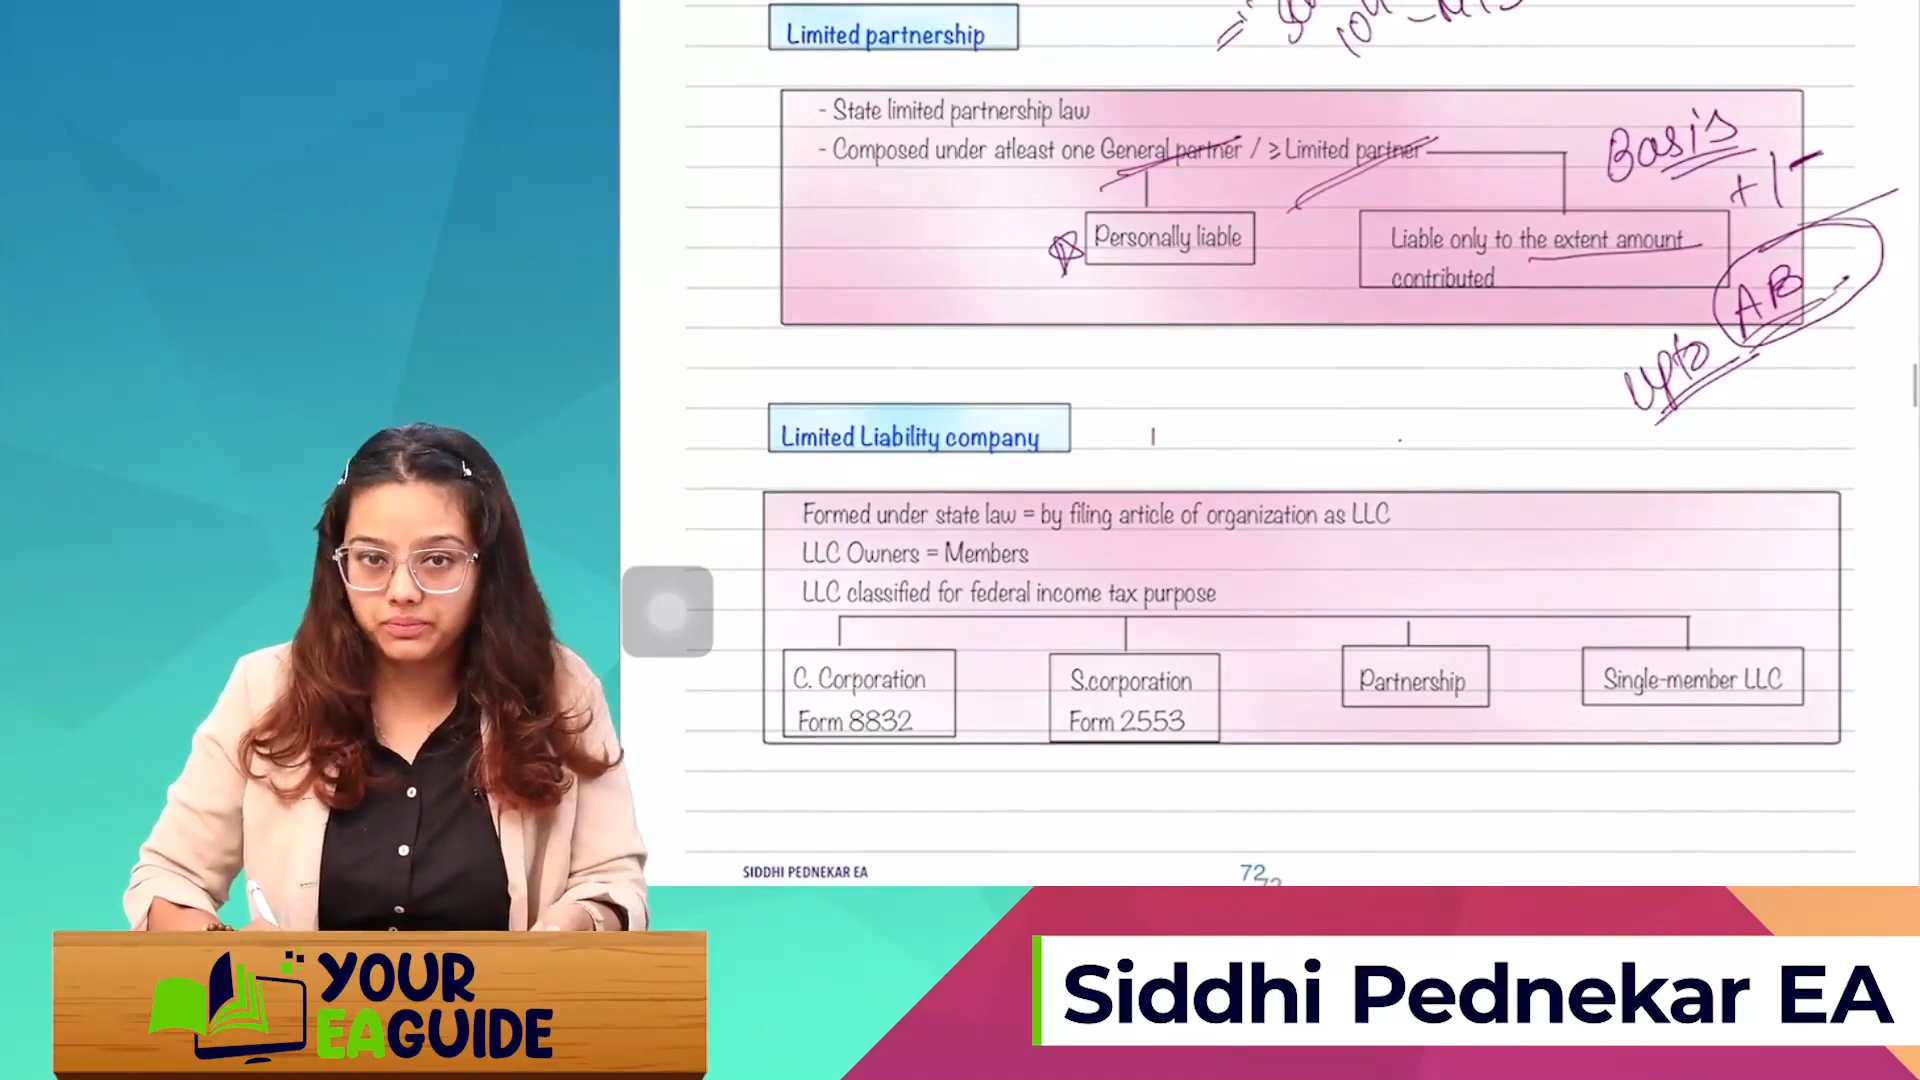 Limited partnership
- State limited partnership law
- Composed under atleast one General partner / ≥ Limited partner
Basis
+ | -
Personally liable
Liable only to the extent amount
contributed
AB
upto
Limited Liability company
Formed under state law = by filing article of organization as LLC
LLC Owners = Members
LLC classified for federal income tax purpose
C. Corporation
Form 8832
S.corporation
Form 2553
Partnership
Single-member LLC
SIDDHI PEDNEKAR EA
72
YOUR
EAGUIDE
Siddhi Pednekar EA